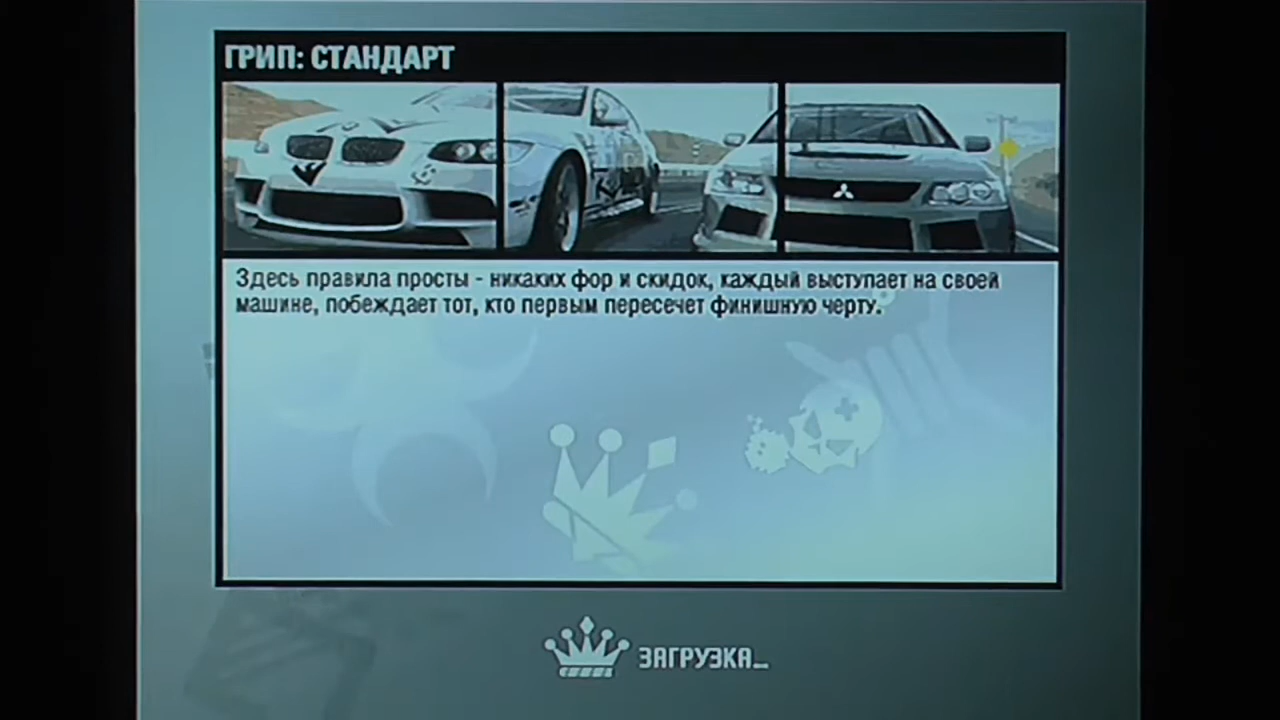 ГРИП: СТАНДАРТ
Здесь правила просты - никаких фор и скидок, каждый выступает на своей
машине, побеждает тот, кто первым пересечет финишную черту.
ЗАГРУЗКА...